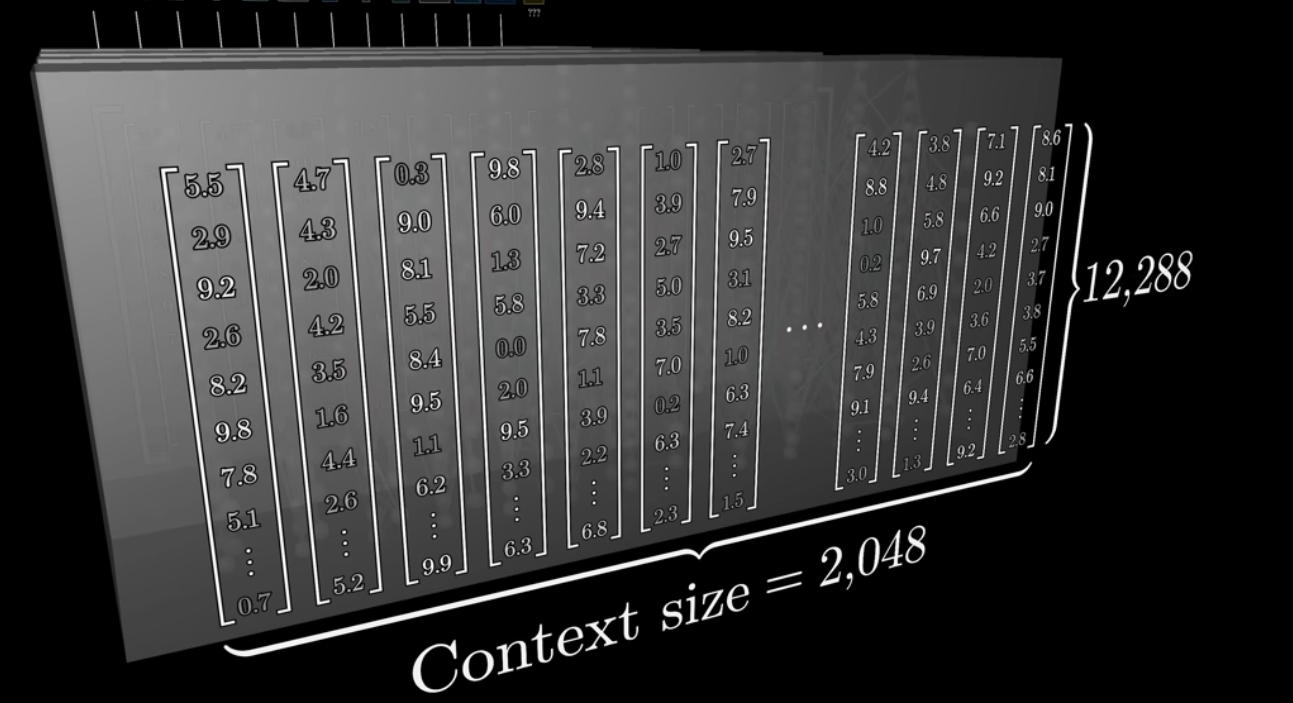 ???
5.5 4.7 0.3 9.8 2.8 1.0 2.7 4.2 3.8 7.1 8.6
2.9 4.3 9.0 6.0 9.4 3.9 7.9 8.8 4.8 9.2 8.1
9.2 2.0 8.1 1.3 7.2 2.7 9.5 1.0 5.8 6.6 9.0
2.6 4.2 5.5 5.8 3.3 5.0 3.1 0.2 9.7 4.2 2.7
8.2 3.5 8.4 0.0 7.8 3.5 8.2 ... 5.8 6.9 2.0 3.7
9.8 1.6 9.5 2.0 1.1 7.0 1.0 4.3 3.9 3.6 3.8
7.8 4.4 1.1 9.5 3.9 0.2 6.3 7.9 2.6 7.0 5.5
5.1 2.6 6.2 3.3 2.2 6.3 7.4 9.1 9.4 6.4 6.6
⋮ ⋮ ⋮ ⋮ ⋮ ⋮ ⋮ ⋮ ⋮ ⋮ ⋮
0.7 5.2 9.9 6.3 6.8 2.3 1.5 3.0 1.3 9.2 2.8
12,288
Context size = 2,048